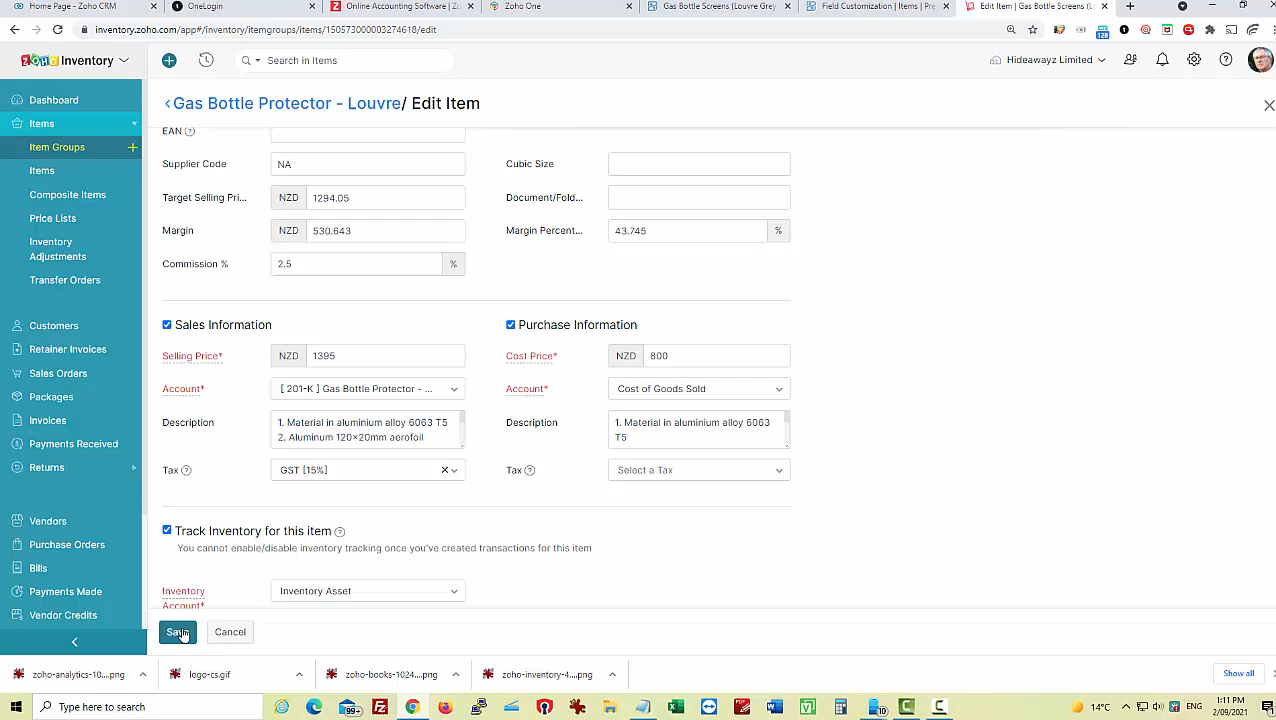 Home Page - Zoho CRM
OneLogin
Online Accounting Software | Z
Zoho One
Gas Bottle Screens (Louvre Grey
Field Customization | Items | Pre
Edit Item | Gas Bottle Screens (L
inventory.zoho.com/app#/inventory/itemgroups/items/150573000003274618/edit
ZOHO Inventory
Search in Items
Hideawayz Limited
Dashboard
Items
Item Groups
Items
Composite Items
Price Lists
Inventory
Adjustments
Transfer Orders
Customers
Retainer Invoices
Sales Orders
Packages
Invoices
Payments Received
Returns
Vendors
Purchase Orders
Bills
Payments Made
Vendor Credits
<Gas Bottle Protector - Louvre/ Edit Item
EAN
Supplier Code NA Cubic Size
Target Selling Pri... NZD 1294.05 Document/Fold...
Margin NZD 530.643 Margin Percent... 43.745 %
Commission % 2.5 %
Sales Information Purchase Information
Selling Price* NZD 1395 Cost Price* NZD 800
Account* [ 201-K ] Gas Bottle Protector - ... Account* Cost of Goods Sold
Description 1. Material in aluminium alloy 6063 T5
2. Aluminum 120×20mm aerofoil
Description 1. Material in aluminium alloy 6063
T5
Tax GST [15%] Tax Select a Tax
Track Inventory for this item
You cannot enable/disable inventory tracking once you've created transactions for this item
Inventory
Account*
Inventory Asset
Save Cancel
zoho-analytics-10...png
logo-cs.gif
zoho-books-1024...png
zoho-inventory-4...png
Show all
Type here to search
99+
10
14°C
ENG
1:11 PM
2/09/2021